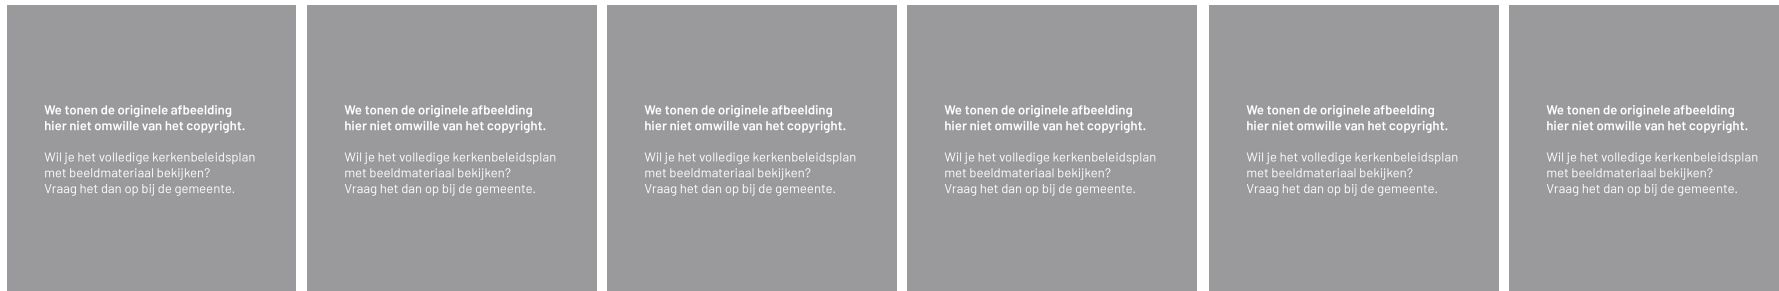 We tonen de originele afbeelding
hier niet omwille van het copyright.
Wil je het volledige kerkenbeleidsplan
met beeldmateriaal bekijken?
Vraag het dan op bij de gemeente.
We tonen de originele afbeelding
hier niet omwille van het copyright.
Wil je het volledige kerkenbeleidsplan
met beeldmateriaal bekijken?
Vraag het dan op bij de gemeente.
We tonen de originele afbeelding
hier niet omwille van het copyright.
Wil je het volledige kerkenbeleidsplan
met beeldmateriaal bekijken?
Vraag het dan op bij de gemeente.
We tonen de originele afbeelding
hier niet omwille van het copyright.
Wil je het volledige kerkenbeleidsplan
met beeldmateriaal bekijken?
Vraag het dan op bij de gemeente.
We tonen de originele afbeelding
hier niet omwille van het copyright.
Wil je het volledige kerkenbeleidsplan
met beeldmateriaal bekijken?
Vraag het dan op bij de gemeente.
We tonen de originele afbeelding
hier niet omwille van het copyright.
Wil je het volledige kerkenbeleidsplan
met beeldmateriaal bekijken?
Vraag het dan op bij de gemeente.